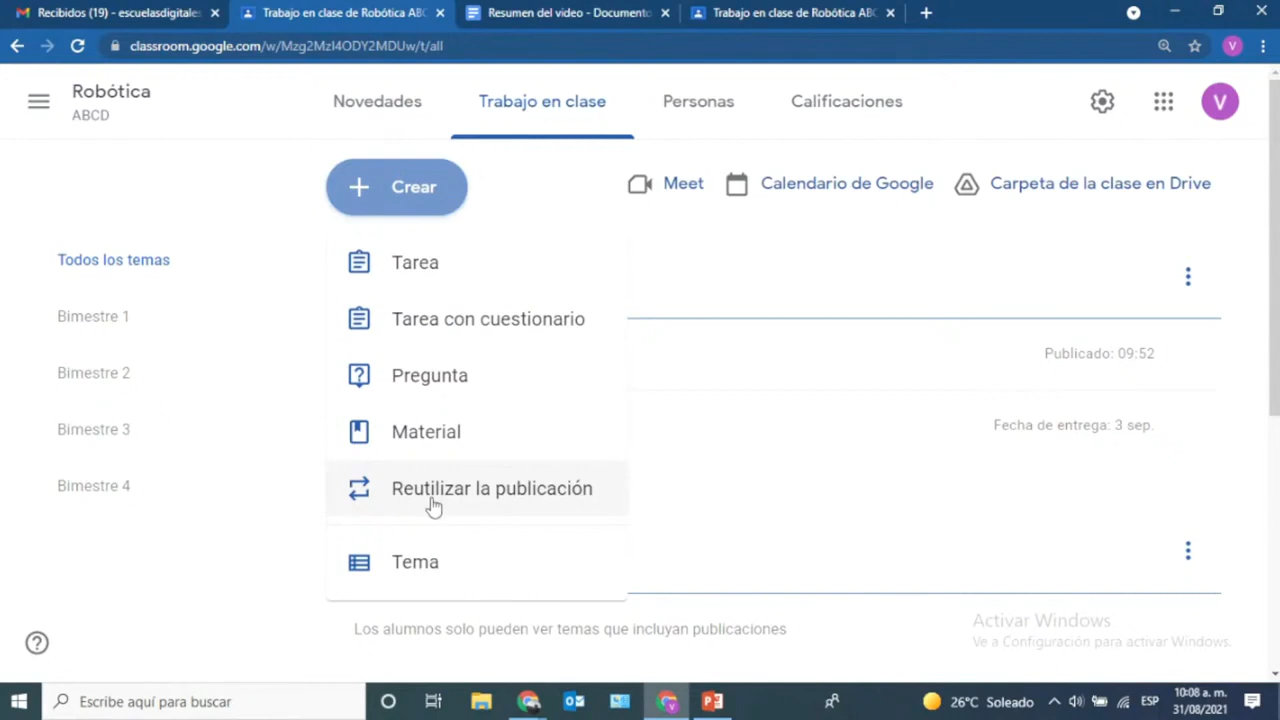 Recibidos (19) - escuelasdigitales
Trabajo en clase de Robótica ABC
Resumen del video - Documento
Trabajo en clase de Robótica ABC
V
classroom.google.com/w/Mzg2MzI4ODY2MDUw/t/all
Robótica
ABCD
Novedades
Trabajo en clase
Personas
Calificaciones
V
Crear
Meet
Calendario de Google
Carpeta de la clase en Drive
Todos los temas
Bimestre 1
Bimestre 2
Bimestre 3
Bimestre 4
Tarea
Tarea con cuestionario
Pregunta
Material
Reutilizar la publicación
Tema
Publicado: 09:52
Fecha de entrega: 3 sep.
Los alumnos solo pueden ver temas que incluyan publicaciones
Activar Windows
Ve a Configuración para activar Windows.
Escribe aquí para buscar
26°C Soleado
ESP
10:08 a. m.
31/08/2021